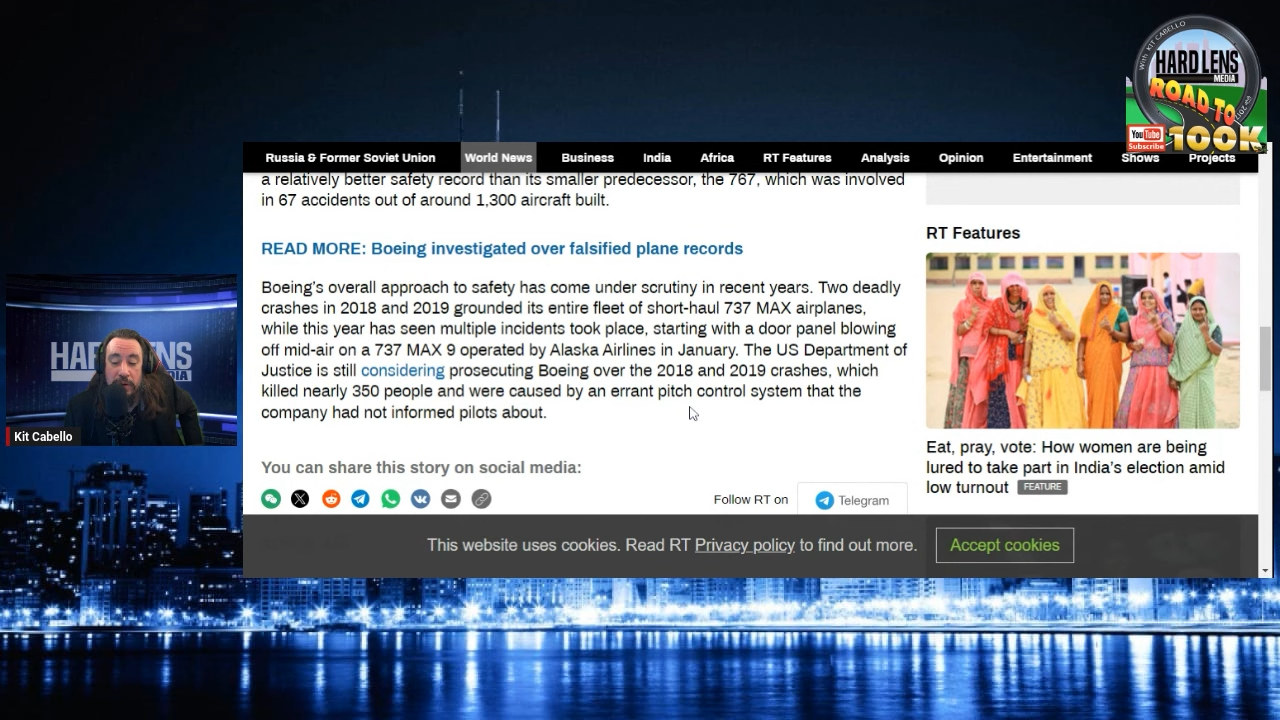 With KIT CABELLO
HARD LENS
MEDIA
ROAD TO
100K
YouTube
Subscribe
Russia & Former Soviet Union World News Business India Africa RT Features Analysis Opinion Entertainment Shows Projects
a relatively better safety record than its smaller predecessor, the 767, which was involved
in 67 accidents out of around 1,300 aircraft built.
READ MORE: Boeing investigated over falsified plane records
Boeing’s overall approach to safety has come under scrutiny in recent years. Two deadly
crashes in 2018 and 2019 grounded its entire fleet of short-haul 737 MAX airplanes,
while this year has seen multiple incidents took place, starting with a door panel blowing
off mid-air on a 737 MAX 9 operated by Alaska Airlines in January. The US Department of
Justice is still considering prosecuting Boeing over the 2018 and 2019 crashes, which
killed nearly 350 people and were caused by an errant pitch control system that the
company had not informed pilots about.
You can share this story on social media:
Follow RT on Telegram
RT Features
Eat, pray, vote: How women are being
lured to take part in India’s election amid
low turnout FEATURE
This website uses cookies. Read RT Privacy policy to find out more. Accept cookies
Kit Cabello